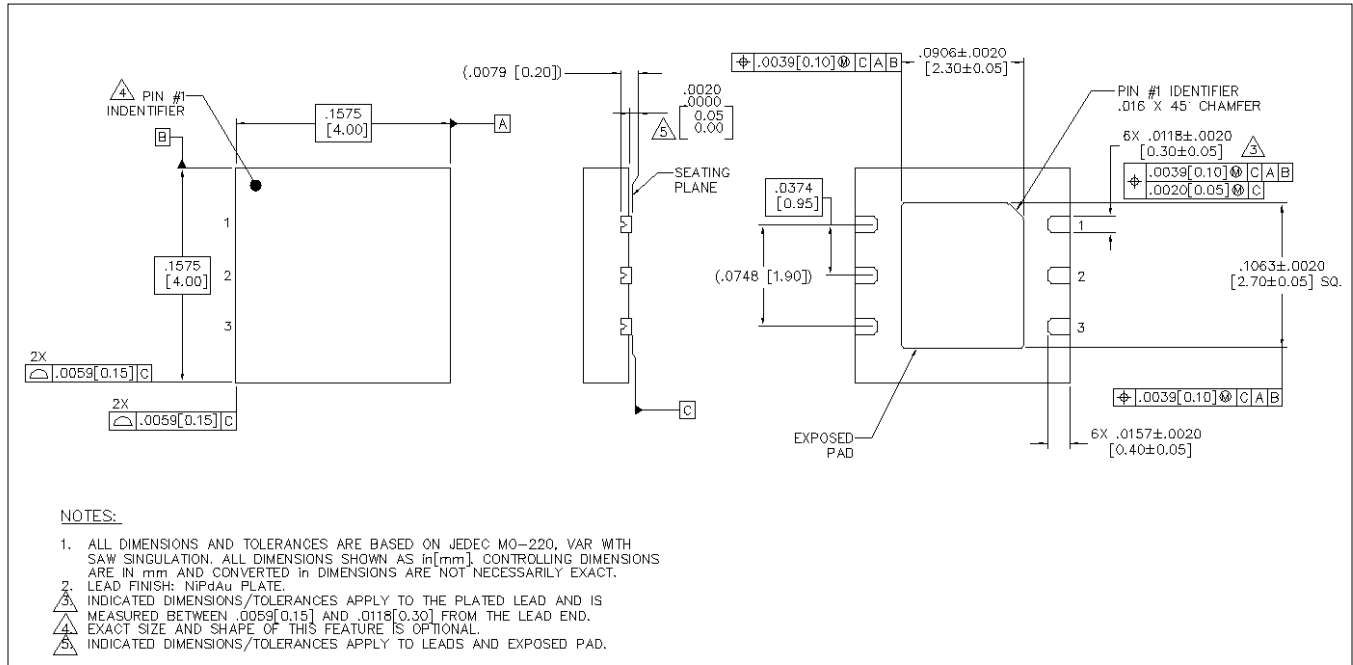 (.0079 [0.20])
.0020
.0000
0.05
0.00
5
4 PIN #1
INDENTIFIER
.1575
[4.00]
A
B
1
2
3
.1575
[4.00]
2X
⌓ .0059[0.15] C
2X
⌓ .0059[0.15] C
SEATING
PLANE
C
⌖ .0039[0.10]Ⓜ C A B
.0906±.0020
[2.30±0.05]
PIN #1 IDENTIFIER
.016 X 45° CHAMFER
6X .0118±.0020
[0.30±0.05] 3
⌖ .0039[0.10]Ⓜ C A B
.0020[0.05]Ⓜ C
.0374
[0.95]
(.0748 [1.90])
1
2
3
.1063±.0020
[2.70±0.05] SQ.
⌖ .0039[0.10]Ⓜ C A B
6X .0157±.0020
[0.40±0.05]
EXPOSED
PAD
NOTES:
1. ALL DIMENSIONS AND TOLERANCES ARE BASED ON JEDEC MO-220, VAR WITH
SAW SINGULATION. ALL DIMENSIONS SHOWN AS in[mm]. CONTROLLING DIMENSIONS
ARE IN mm AND CONVERTED in DIMENSIONS ARE NOT NECESSARILY EXACT.
2. LEAD FINISH: NiPdAu PLATE.
3. INDICATED DIMENSIONS/TOLERANCES APPLY TO THE PLATED LEAD AND IS
MEASURED BETWEEN .0059[0.15] AND .0118[0.30] FROM THE LEAD END.
4. EXACT SIZE AND SHAPE OF THIS FEATURE IS OPTIONAL.
5. INDICATED DIMENSIONS/TOLERANCES APPLY TO LEADS AND EXPOSED PAD.